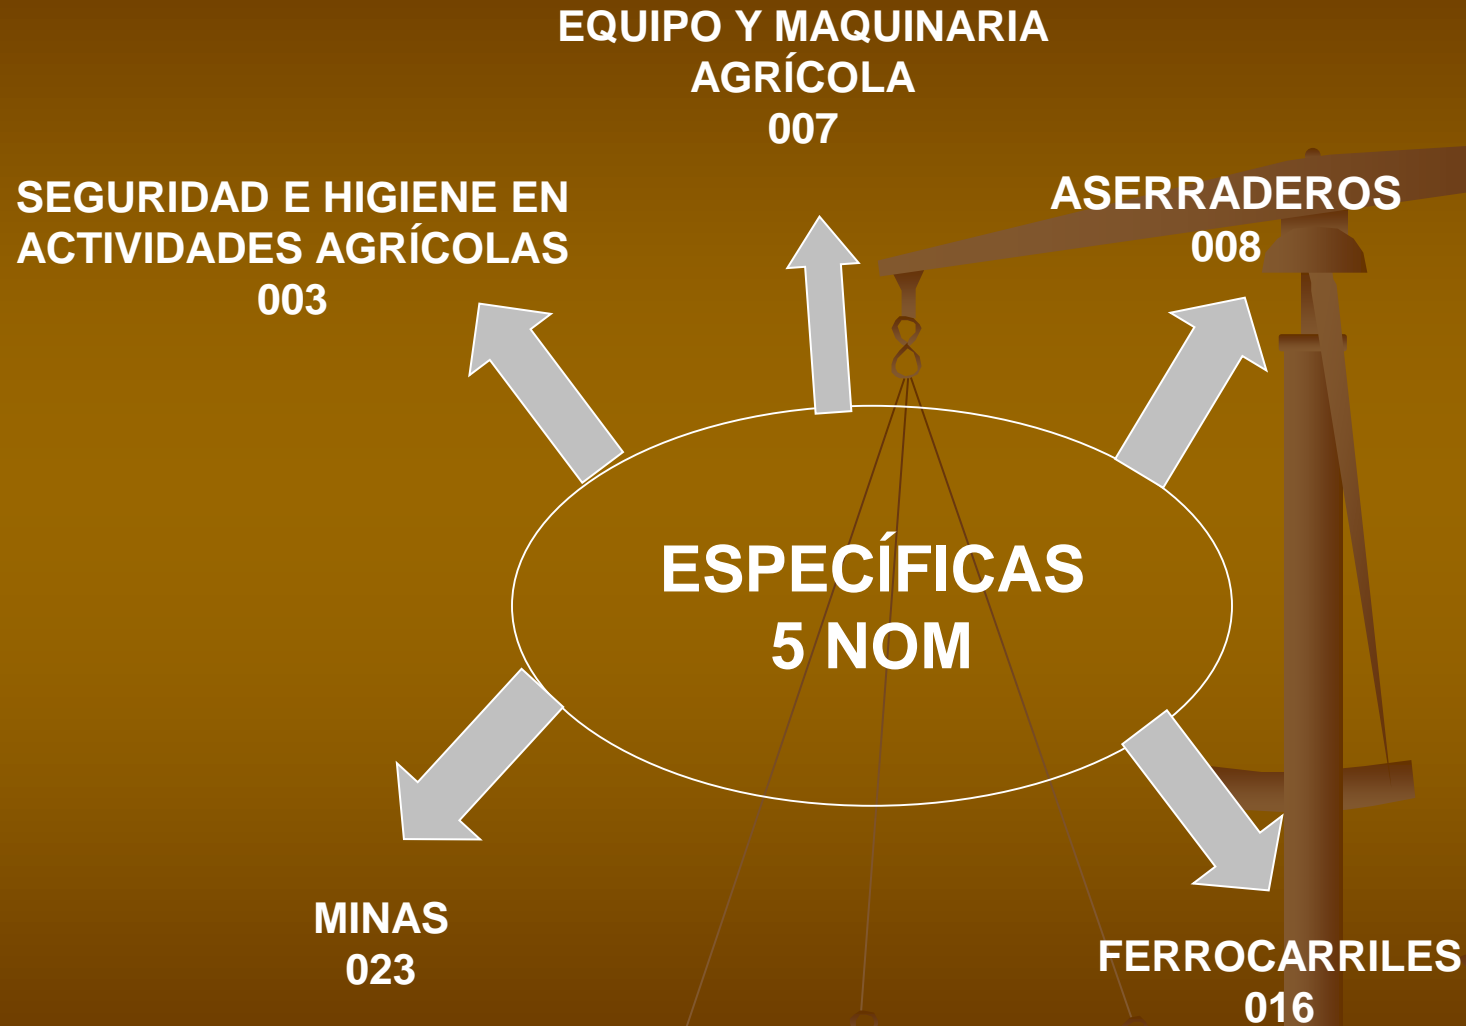 EQUIPO Y MAQUINARIA
AGRÍCOLA
007
SEGURIDAD E HIGIENE EN
ACTIVIDADES AGRÍCOLAS
003
ASERRADEROS
008
ESPECÍFICAS
5 NOM
MINAS
023
FERROCARRILES
016